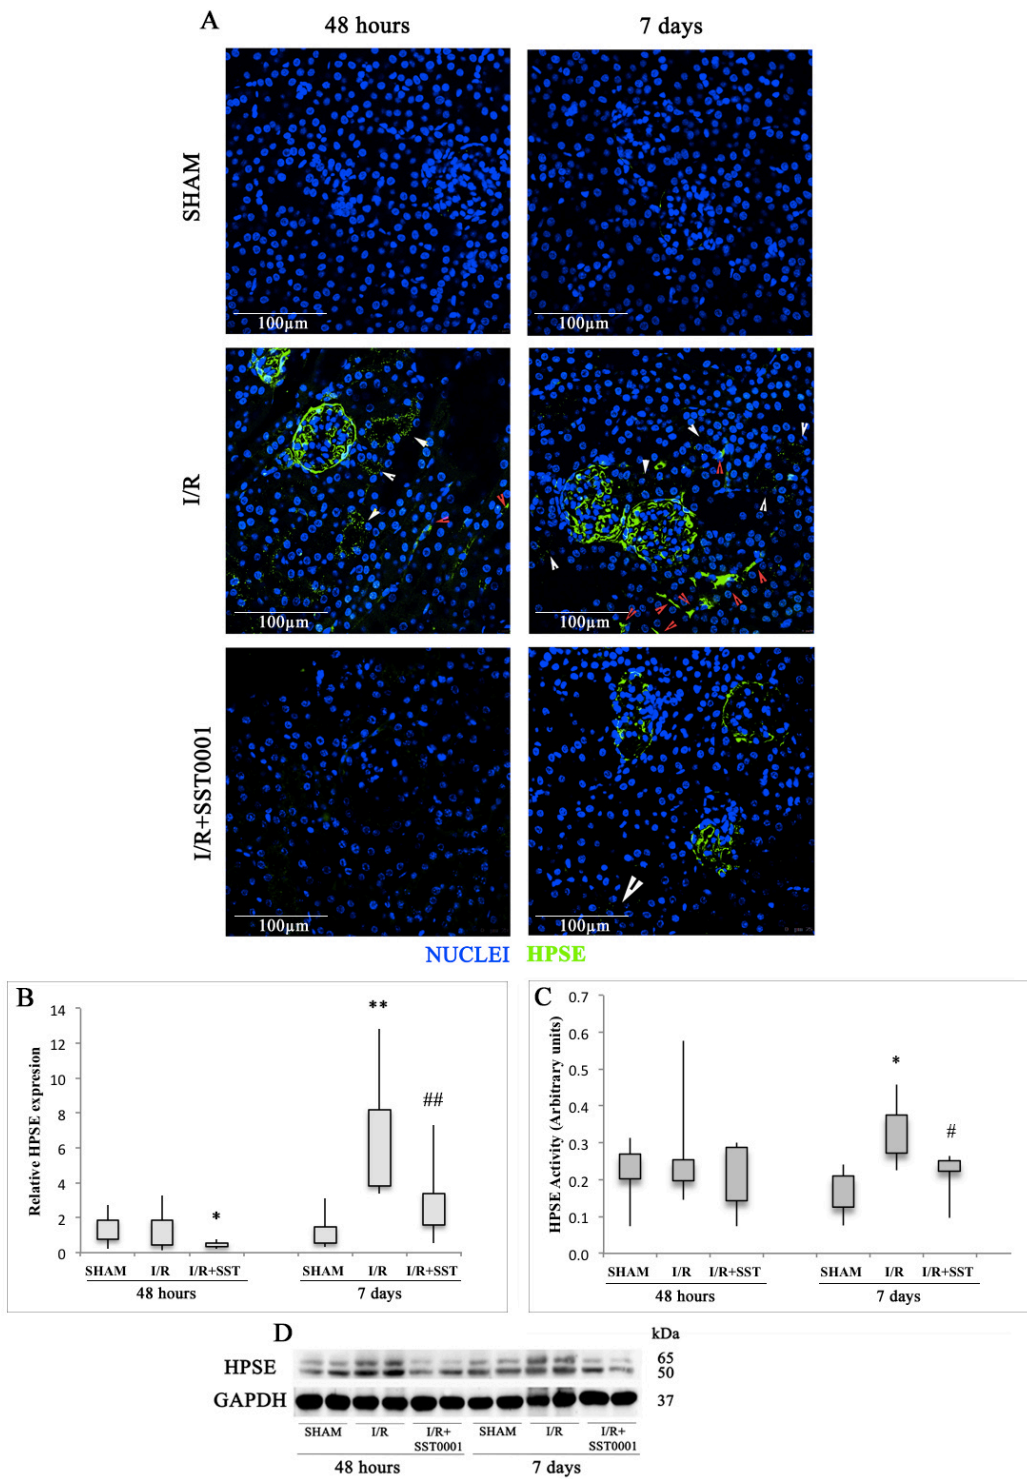 A
48 hours
7 days
SHAM
100µm
100µm
I/R
100µm
100µm
I/R+SST0001
100µm
100µm
NUCLEI HPSE
B
Relative HPSE expresion
14
12
10
8
6
4
2
0
**
##
*
SHAM I/R I/R+SST SHAM I/R I/R+SST
48 hours 7 days
C
HPSE Activity (Arbitrary units)
0.7
0.6
0.5
0.4
0.3
0.2
0.1
0.0
*
#
SHAM I/R I/R+SST SHAM I/R I/R+SST
48 hours 7 days
D
kDa
HPSE 65
50
GAPDH 37
SHAM I/R I/R+ SHAM I/R I/R+
SST0001 SST0001
48 hours 7 days